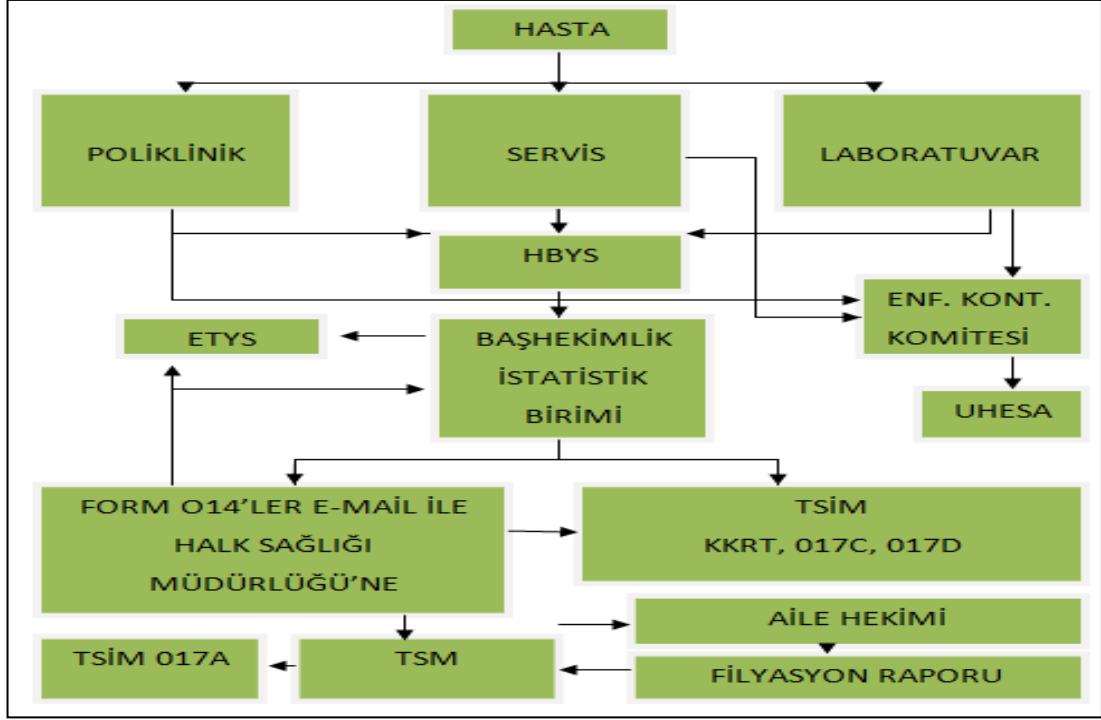 HASTA
POLİKLİNİK
SERVİS
LABORATUVAR
HBYS
ENF. KONT.
KOMİTESİ
ETYS
BAŞHEKİMLİK
İSTATİSTİK
BİRİMİ
UHESA
FORM O14’LER E-MAİL İLE
HALK SAĞLIĞI
MÜDÜRLÜĞÜ’NE
TSİM
KKRT, 017C, 017D
AİLE HEKİMİ
TSİM 017A
TSM
FİLYASYON RAPORU